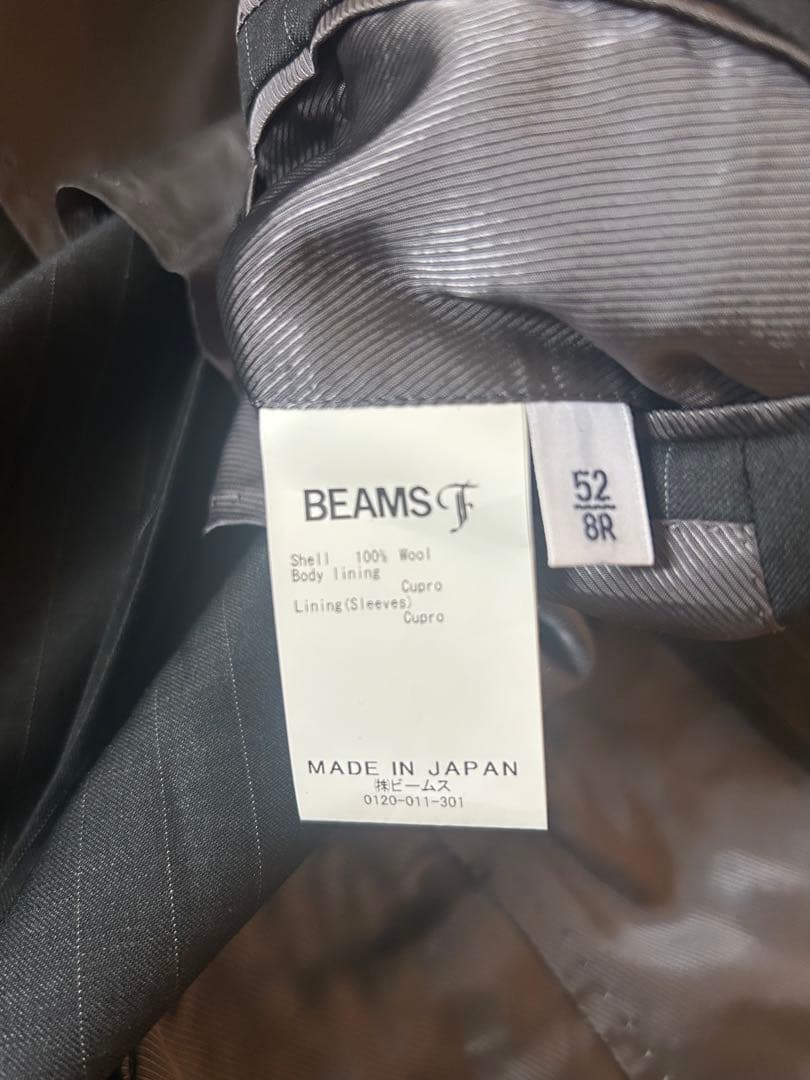 BEAMS F
Shell 100% Wool
Body lining
Cupro
Lining(Sleeves)
Cupro
MADE IN JAPAN
㈱ビームス
0120-011-301
52
8R